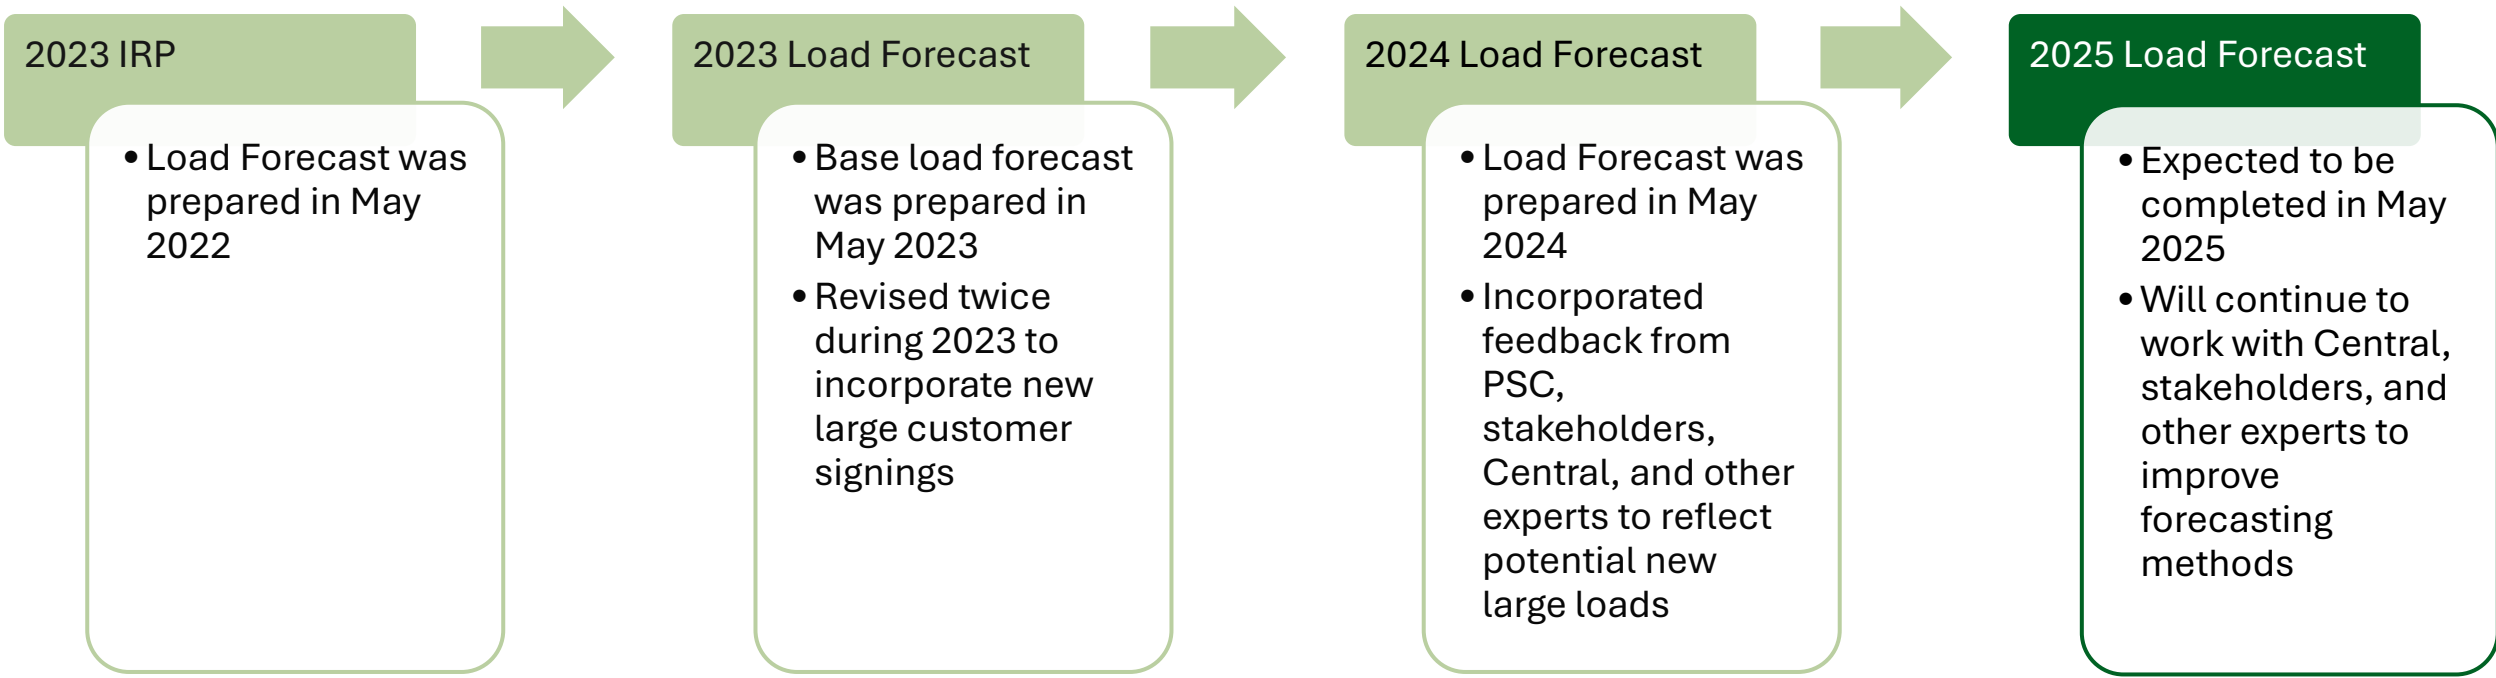 2023 IRP
• Load Forecast was
prepared in May
2022
2023 Load Forecast
• Base load forecast
was prepared in
May 2023
• Revised twice
during 2023 to
incorporate new
large customer
signings
2024 Load Forecast
• Load Forecast was
prepared in May
2024
• Incorporated
feedback from
PSC,
stakeholders,
Central, and other
experts to reflect
potential new
large loads
2025 Load Forecast
• Expected to be
completed in May
2025
• Will continue to
work with Central,
stakeholders, and
other experts to
improve
forecasting
methods